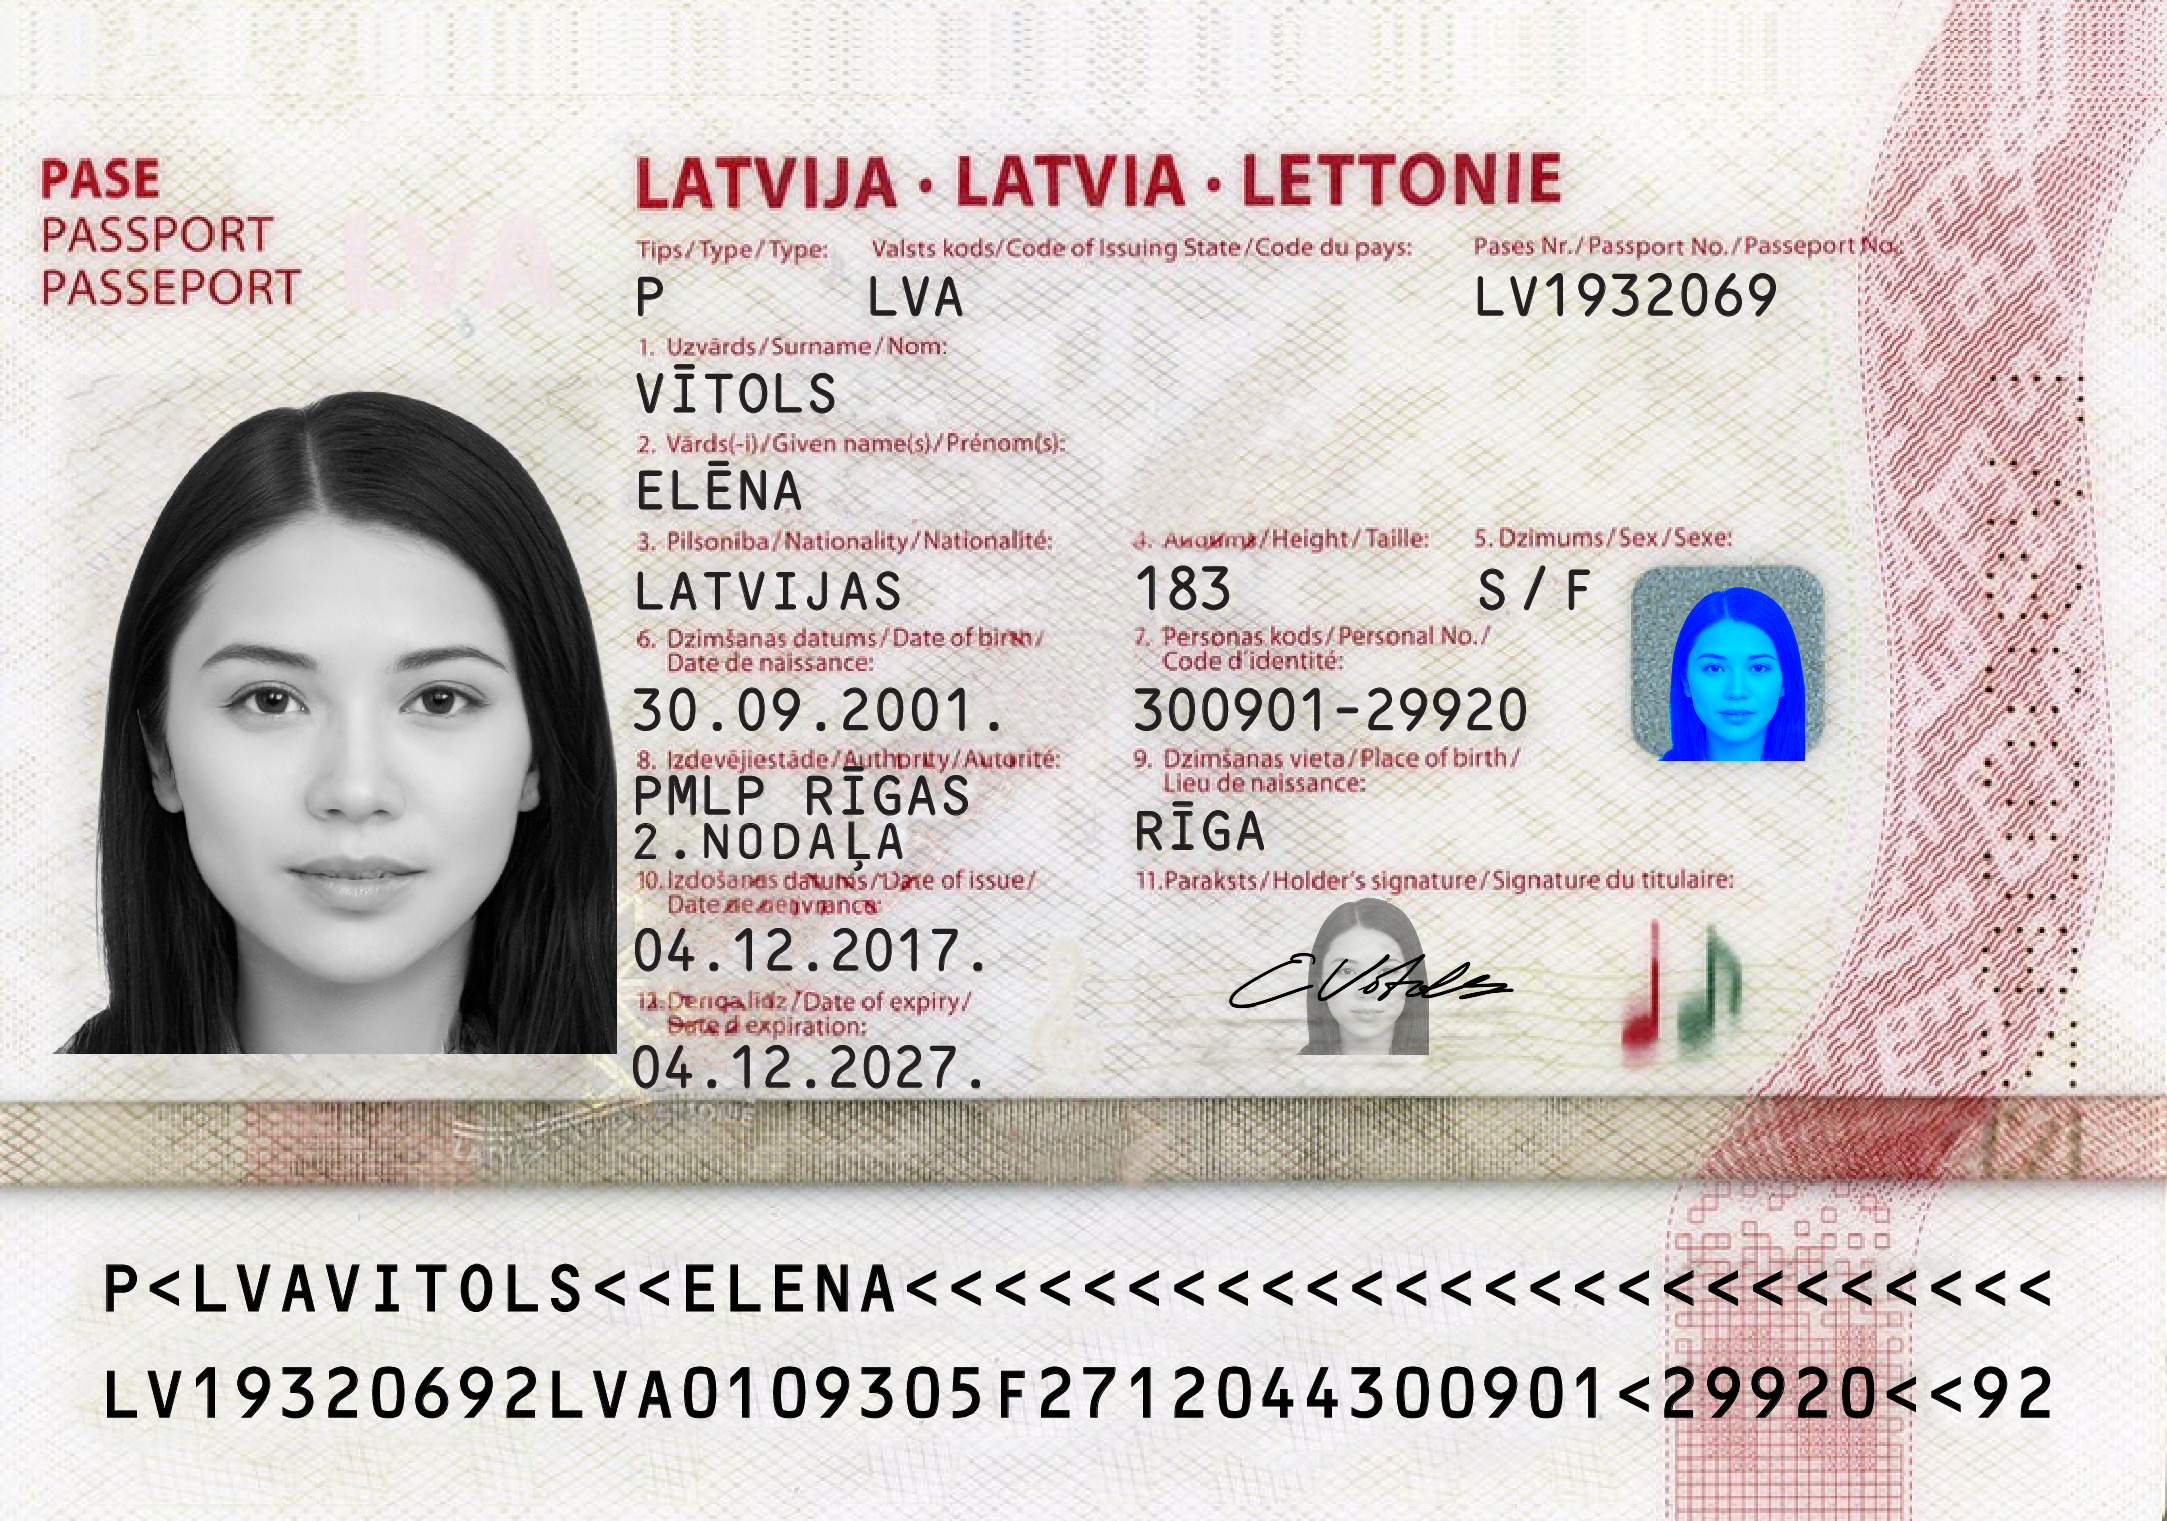 PASE
PASSPORT
PASSEPORT
LVA
LATVIJA · LATVIA · LETTONIE
Tips/Type/Type: Valsts kods/Code of Issuing State/Code du pays: Pases Nr./Passport No./Passeport No.:
P LVA LV1932069
1. Uzvārds/Surname/Nom:
VĪTOLS
2. Vārds(-i)/Given name(s)/Prénom(s):
ELĒNA
3. Pilsonība/Nationality/Nationalité: 4. Augums/Height/Taille: 5. Dzimums/Sex/Sexe:
LATVIJAS 183 S/F
6. Dzimšanas datums/Date of birth/ 7. Personas kods/Personal No./
Date de naissance: Code d'identité:
30.09.2001. 300901-29920
8. Izdevējiestāde/Authority/Autorité: 9. Dzimšanas vieta/Place of birth/
Lieu de naissance:
PMLP RĪGAS
2.NODAĻA RĪGA
10. Izdošanas datums/Date of issue/ 11. Paraksts/Holder's signature/Signature du titulaire:
Date de
04.12.2017.
12. Derīga līdz/Date of expiry/
Date d'expiration:
04.12.2027.
P<LVAVITOLS<<ELENA<<<<<<<<<<<<<<<<<<<<<<<<<<
LV19320692LVA0109305F2712044300901<29920<<92